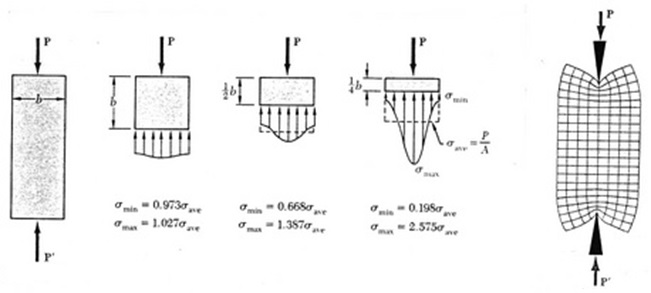 P
b
P'
P
b
σmin = 0.973σave
σmax = 1.027σave
P
½b
σmin = 0.668σave
σmax = 1.387σave
P
¼b
σmin
σave = P/A
σmax
σmin = 0.198σave
σmax = 2.575σave
P
P'